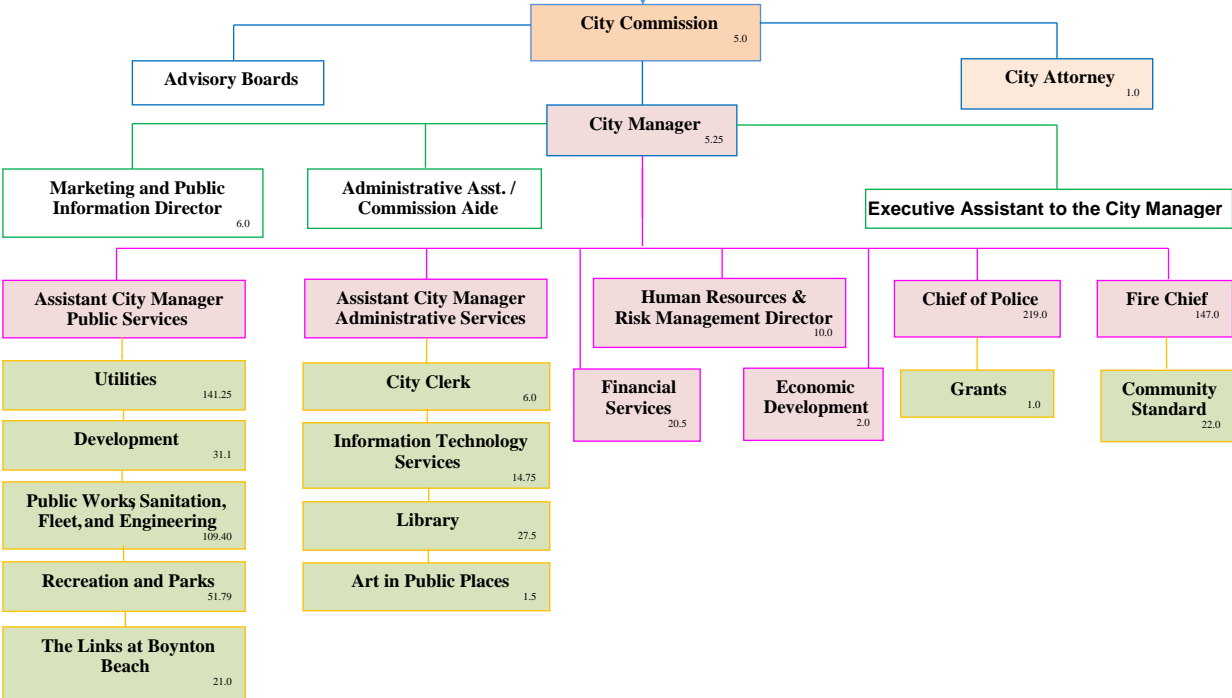 City Commission
5.0
Advisory Boards
City Attorney
1.0
City Manager
5.25
Marketing and Public
Information Director
6.0
Administrative Asst. /
Commission Aide
Executive Assistant to the City Manager
Assistant City Manager
Public Services
Assistant City Manager
Administrative Services
Human Resources &
Risk Management Director
10.0
Chief of Police
219.0
Fire Chief
147.0
Utilities
141.25
City Clerk
6.0
Financial
Services
20.5
Economic
Development
2.0
Grants
1.0
Community
Standard
22.0
Development
31.1
Information Technology
Services
14.75
Public Works, Sanitation,
Fleet, and Engineering
109.40
Library
27.5
Recreation and Parks
51.79
Art in Public Places
1.5
The Links at Boynton
Beach
21.0